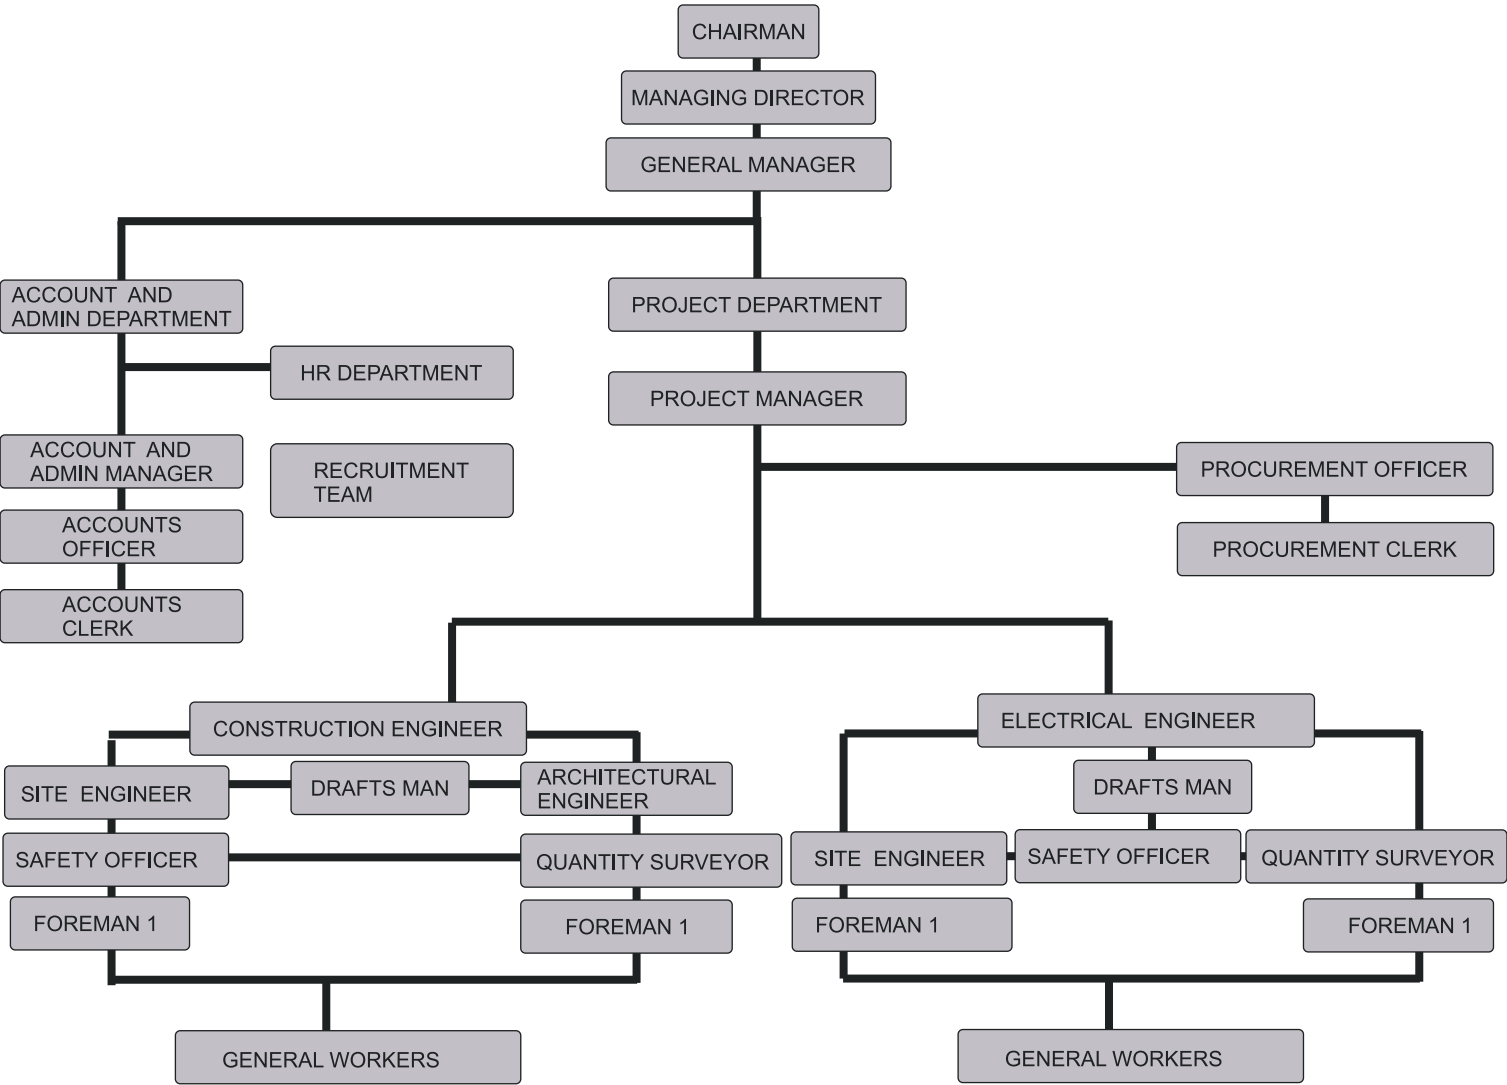 CHAIRMAN
MANAGING DIRECTOR
GENERAL MANAGER
ACCOUNT AND
ADMIN DEPARTMENT
PROJECT DEPARTMENT
HR DEPARTMENT
PROJECT MANAGER
ACCOUNT AND
ADMIN MANAGER
RECRUITMENT
TEAM
PROCUREMENT OFFICER
ACCOUNTS
OFFICER
PROCUREMENT CLERK
ACCOUNTS
CLERK
CONSTRUCTION ENGINEER
ELECTRICAL ENGINEER
SITE ENGINEER
DRAFTS MAN
ARCHITECTURAL
ENGINEER
DRAFTS MAN
SAFETY OFFICER
QUANTITY SURVEYOR
SITE ENGINEER
SAFETY OFFICER
QUANTITY SURVEYOR
FOREMAN 1
FOREMAN 1
FOREMAN 1
FOREMAN 1
GENERAL WORKERS
GENERAL WORKERS